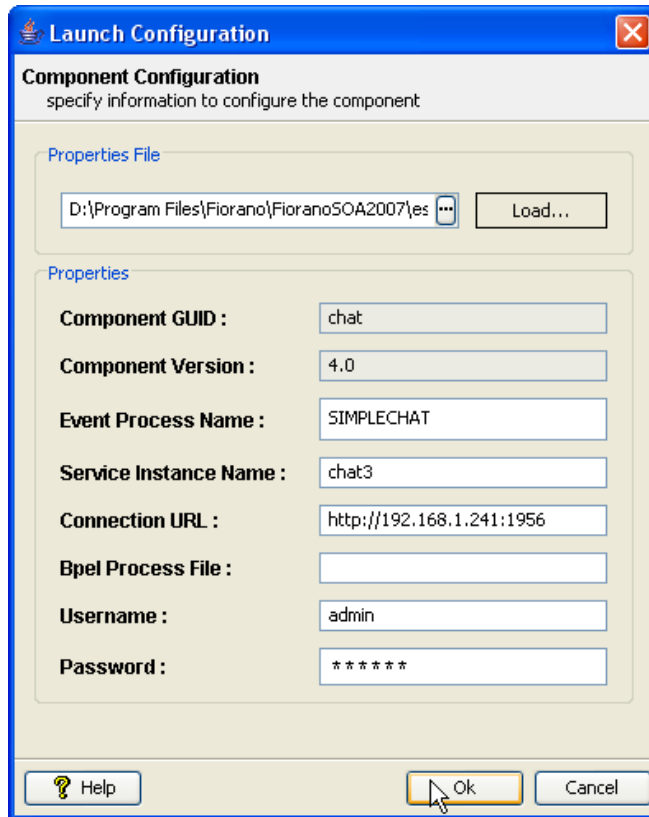 Launch Configuration
Component Configuration
specify information to configure the component
Properties File
D:\Program Files\Fiorano\FioranoSOA2007\es ...
Load...
Properties
Component GUID : chat
Component Version : 4.0
Event Process Name : SIMPLECHAT
Service Instance Name : chat3
Connection URL : http://192.168.1.241:1956
Bpel Process File :
Username : admin
Password : ******
Help Ok Cancel